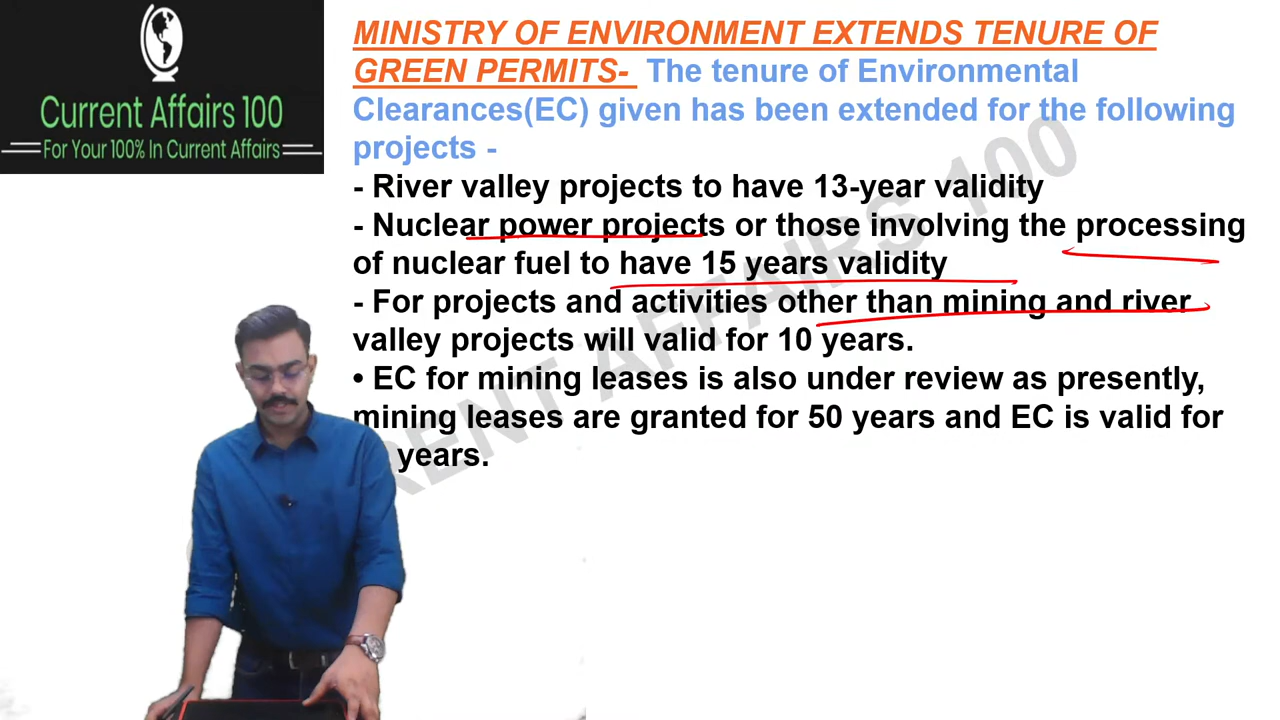 Current Affairs 100
For Your 100% In Current Affairs
MINISTRY OF ENVIRONMENT EXTENDS TENURE OF
GREEN PERMITS- The tenure of Environmental
Clearances(EC) given has been extended for the following
projects -
- River valley projects to have 13-year validity
- Nuclear power projects or those involving the processing
of nuclear fuel to have 15 years validity
- For projects and activities other than mining and river
valley projects will valid for 10 years.
• EC for mining leases is also under review as presently,
mining leases are granted for 50 years and EC is valid for
years.
RENT AFFAIRS 100